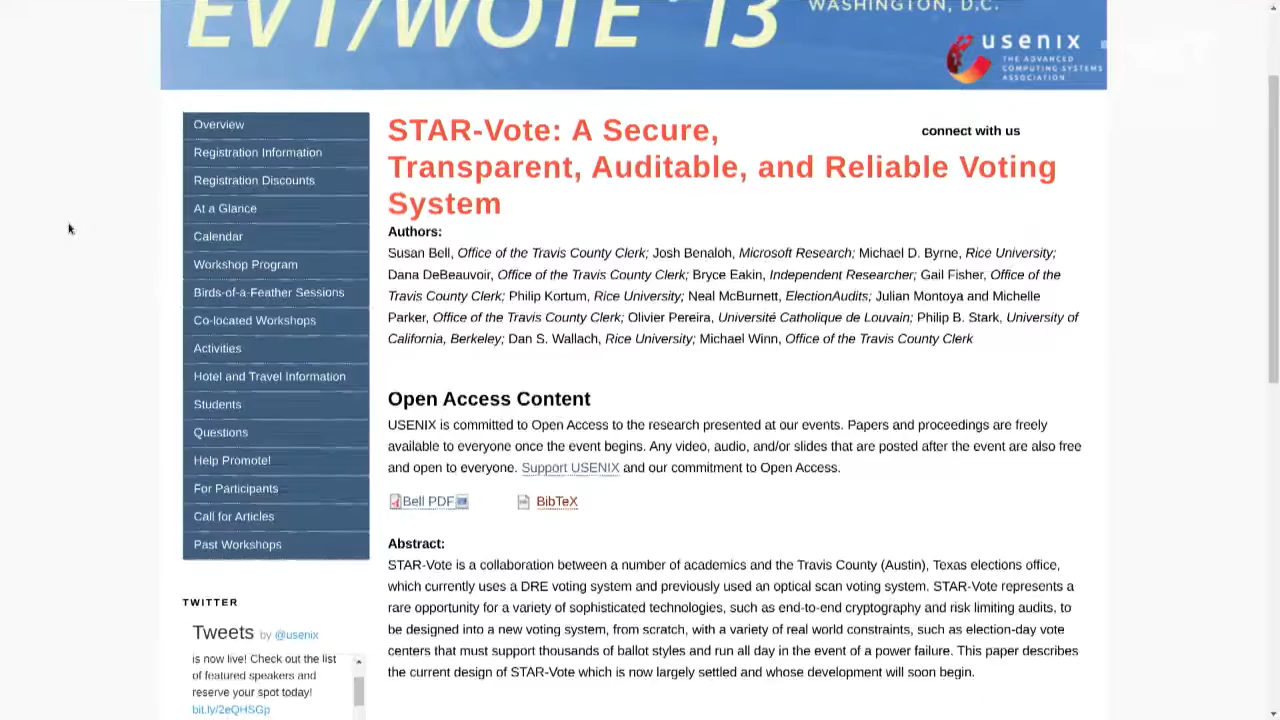 EVT/WOTE '13
WASHINGTON, D.C.
usenix
THE ADVANCED
COMPUTING SYSTEMS
ASSOCIATION
Overview
Registration Information
Registration Discounts
At a Glance
Calendar
Workshop Program
Birds-of-a-Feather Sessions
Co-located Workshops
Activities
Hotel and Travel Information
Students
Questions
Help Promote!
For Participants
Call for Articles
Past Workshops
TWITTER
Tweets by @usenix
is now live! Check out the list
of featured speakers and
reserve your spot today!
bit.ly/2eQHSGp
connect with us
STAR-Vote: A Secure,
Transparent, Auditable, and Reliable Voting
System
Authors:
Susan Bell, Office of the Travis County Clerk; Josh Benaloh, Microsoft Research; Michael D. Byrne, Rice University;
Dana DeBeauvoir, Office of the Travis County Clerk; Bryce Eakin, Independent Researcher; Gail Fisher, Office of the
Travis County Clerk; Philip Kortum, Rice University; Neal McBurnett, ElectionAudits; Julian Montoya and Michelle
Parker, Office of the Travis County Clerk; Olivier Pereira, Université Catholique de Louvain; Philip B. Stark, University of
California, Berkeley; Dan S. Wallach, Rice University; Michael Winn, Office of the Travis County Clerk
Open Access Content
USENIX is committed to Open Access to the research presented at our events. Papers and proceedings are freely
available to everyone once the event begins. Any video, audio, and/or slides that are posted after the event are also free
and open to everyone. Support USENIX and our commitment to Open Access.
Bell PDF
BibTeX
Abstract:
STAR-Vote is a collaboration between a number of academics and the Travis County (Austin), Texas elections office,
which currently uses a DRE voting system and previously used an optical scan voting system. STAR-Vote represents a
rare opportunity for a variety of sophisticated technologies, such as end-to-end cryptography and risk limiting audits, to
be designed into a new voting system, from scratch, with a variety of real world constraints, such as election-day vote
centers that must support thousands of ballot styles and run all day in the event of a power failure. This paper describes
the current design of STAR-Vote which is now largely settled and whose development will soon begin.